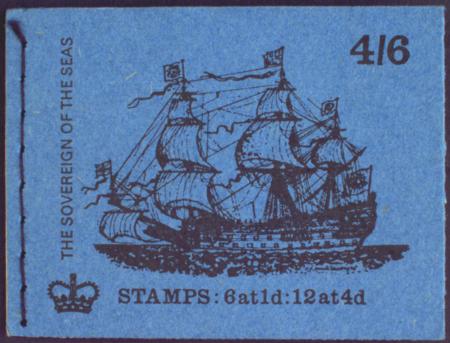 4/6
THE SOVEREIGN OF THE SEAS
STAMPS:6at1d:12at4d